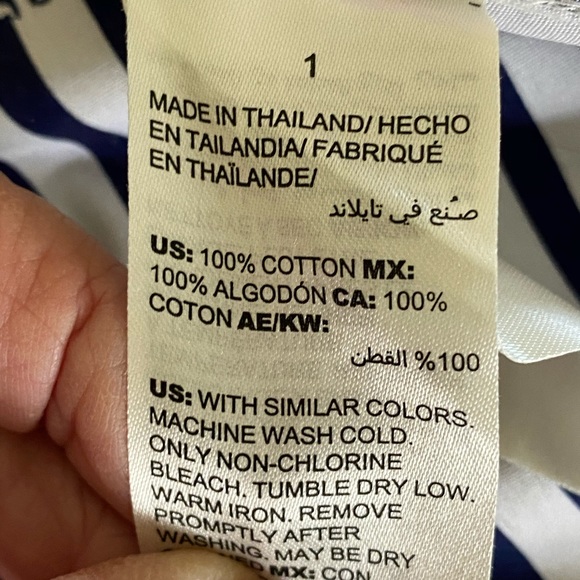 1
MADE IN THAILAND/ HECHO
EN TAILANDIA/ FABRIQUÉ
EN THAÏLANDE/
صُنع في تايلاند
US: 100% COTTON MX:
100% ALGODÓN CA: 100%
COTON AE/KW:
100% القطن
US: WITH SIMILAR COLORS.
MACHINE WASH COLD.
ONLY NON-CHLORINE
BLEACH. TUMBLE DRY LOW.
WARM IRON. REMOVE
PROMPTLY AFTER
WASHING. MAY BE DRY
MX: CON